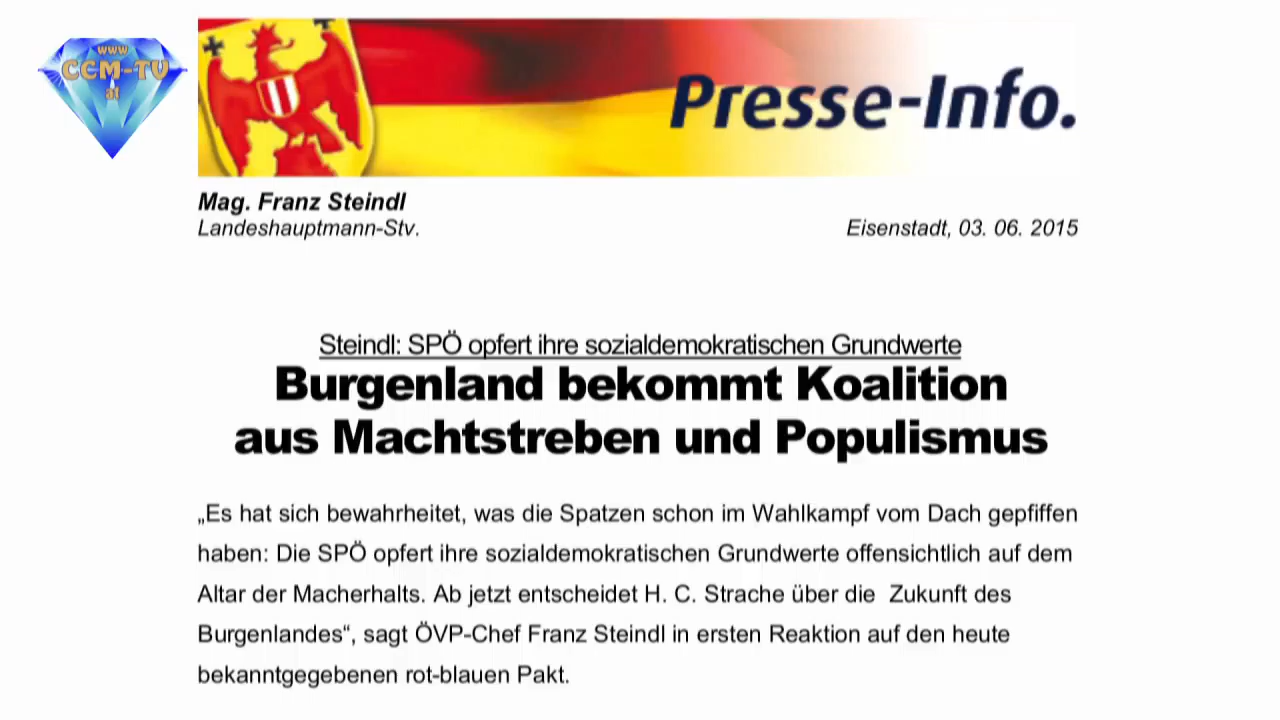 www
CCM-TV
.at
Presse-Info.
Mag. Franz Steindl
Landeshauptmann-Stv.
Eisenstadt, 03. 06. 2015
Steindl: SPÖ opfert ihre sozialdemokratischen Grundwerte
Burgenland bekommt Koalition
aus Machtstreben und Populismus
„Es hat sich bewahrheitet, was die Spatzen schon im Wahlkampf vom Dach gepfiffen
haben: Die SPÖ opfert ihre sozialdemokratischen Grundwerte offensichtlich auf dem
Altar der Macherhalts. Ab jetzt entscheidet H. C. Strache über die Zukunft des
Burgenlandes“, sagt ÖVP-Chef Franz Steindl in ersten Reaktion auf den heute
bekanntgegebenen rot-blauen Pakt.